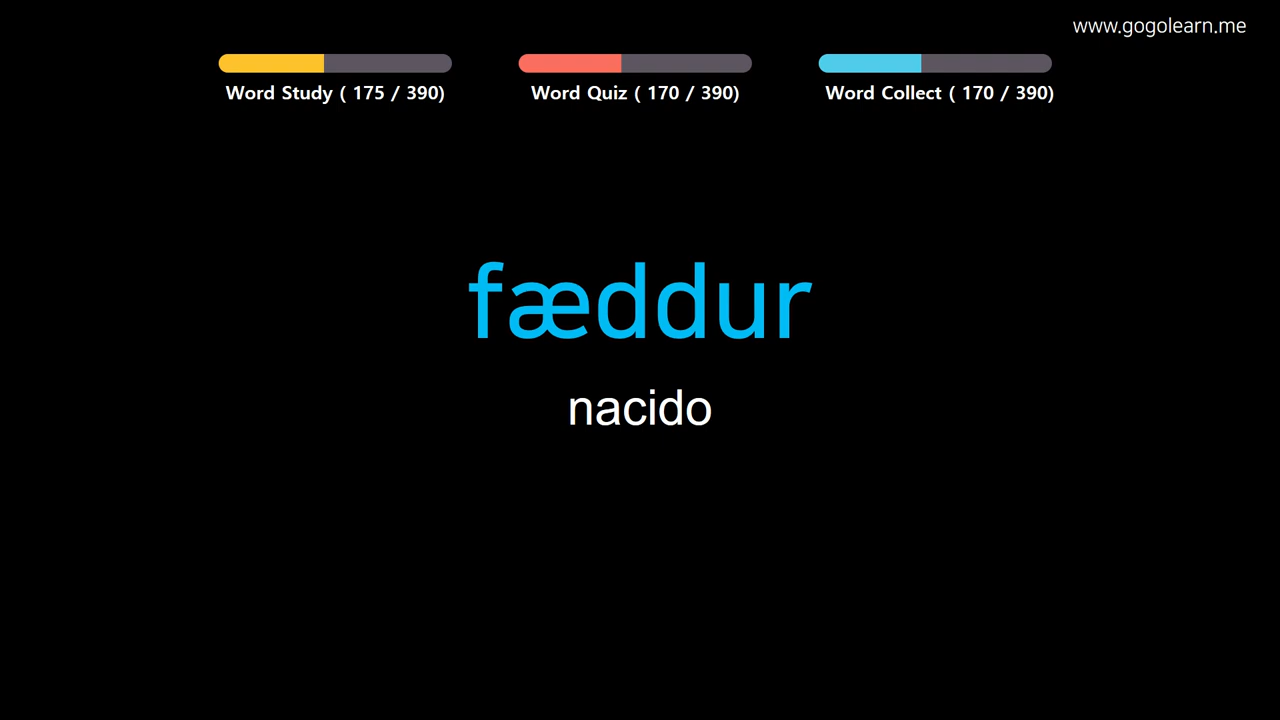 www.gogolearn.me
Word Study ( 175 / 390)
Word Quiz ( 170 / 390)
Word Collect ( 170 / 390)
fæddur
nacido